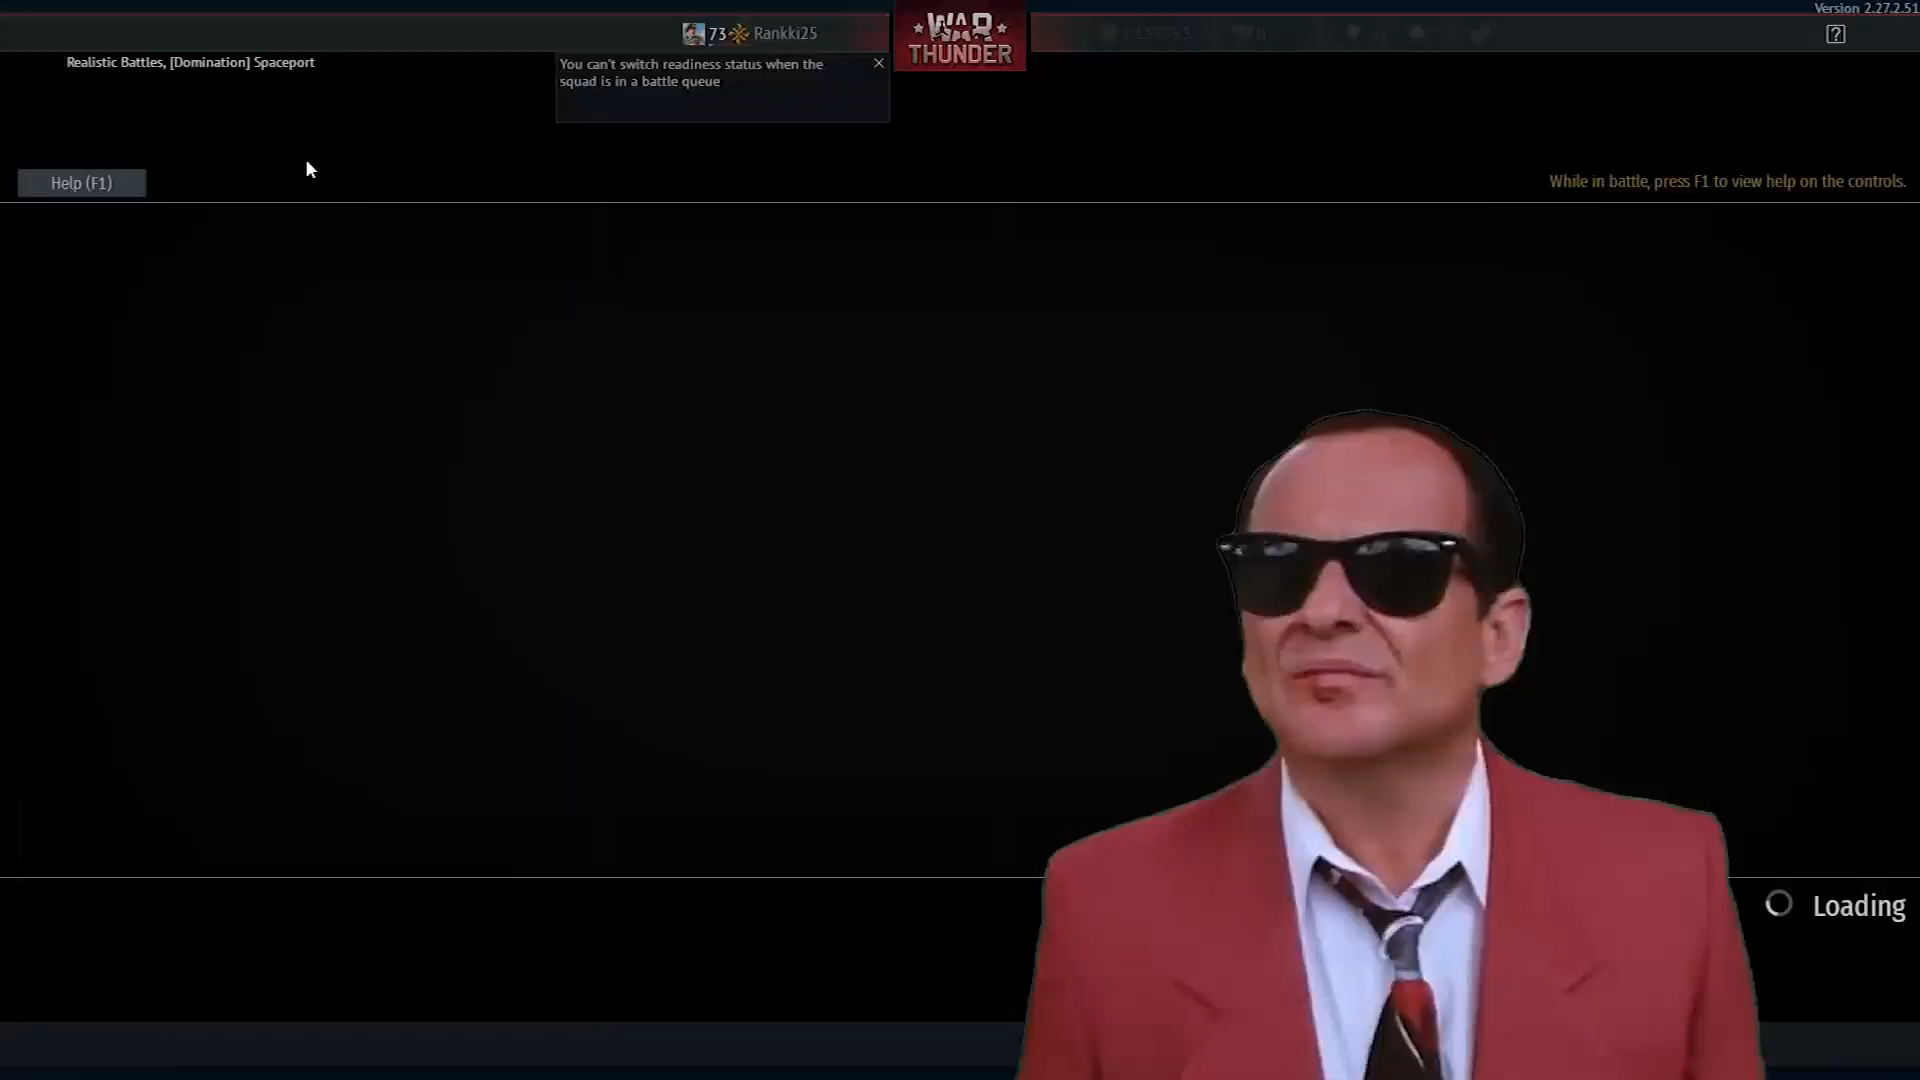 Version 2.27.2.51
73 Rankki25
WAR
THUNDER
Realistic Battles, [Domination] Spaceport
You can't switch readiness status when the
squad is in a battle queue
Help (F1)
While in battle, press F1 to view help on the controls.
Loading